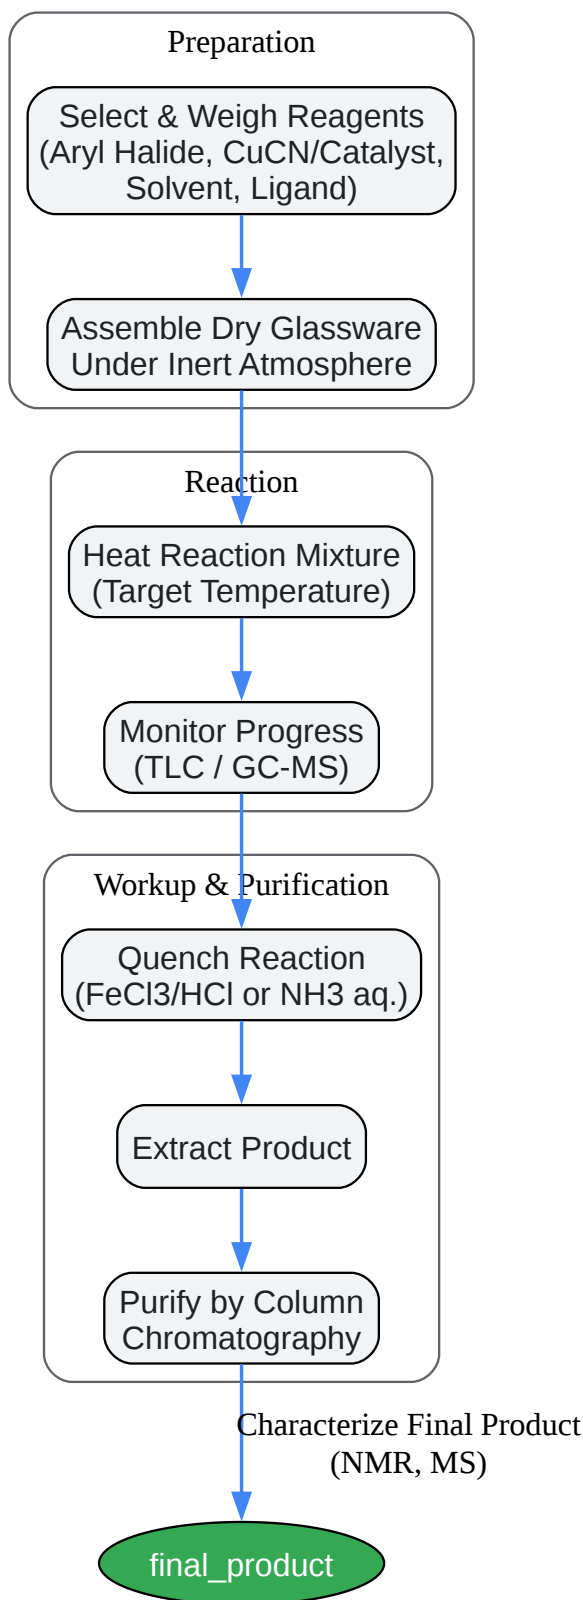 Preparation
Select & Weigh Reagents
(Aryl Halide, CuCN/Catalyst,
Solvent, Ligand)
Assemble Dry Glassware
Under Inert Atmosphere
Reaction
Heat Reaction Mixture
(Target Temperature)
Monitor Progress
(TLC / GC-MS)
Workup & Purification
Quench Reaction
(FeCl3/HCl or NH3 aq.)
Extract Product
Purify by Column
Chromatography
Characterize Final Product
(NMR, MS)
final_product